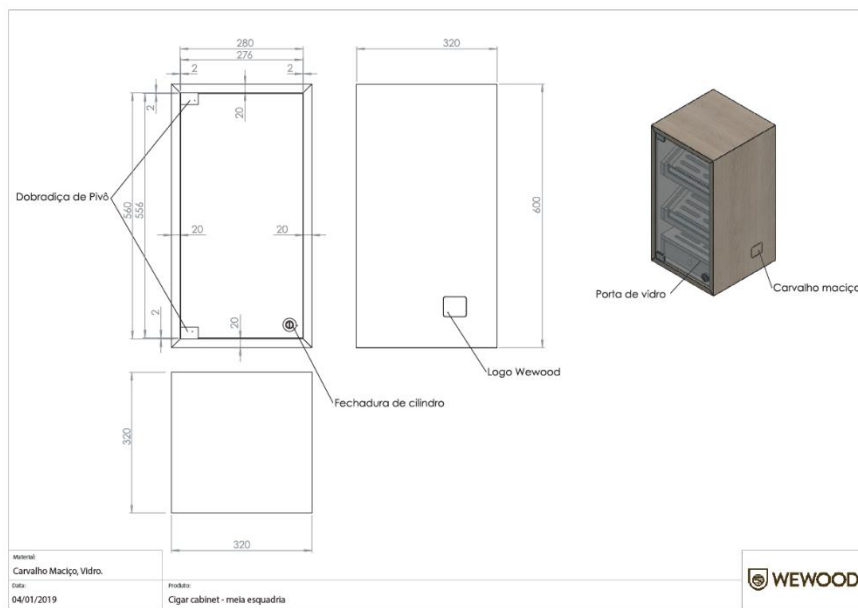 280
276
2
2
320
2
20
Dobradiça de Pivô
560
556
20
20
600
Porta de vidro
Carvalho maciço
2
20
Logo Wewood
Fechadura de cilindro
320
320
Material:
Carvalho Maciço, Vidro.
Data:
04/01/2019
Produto:
Cigar cabinet - meia esquadria
WEWOOD